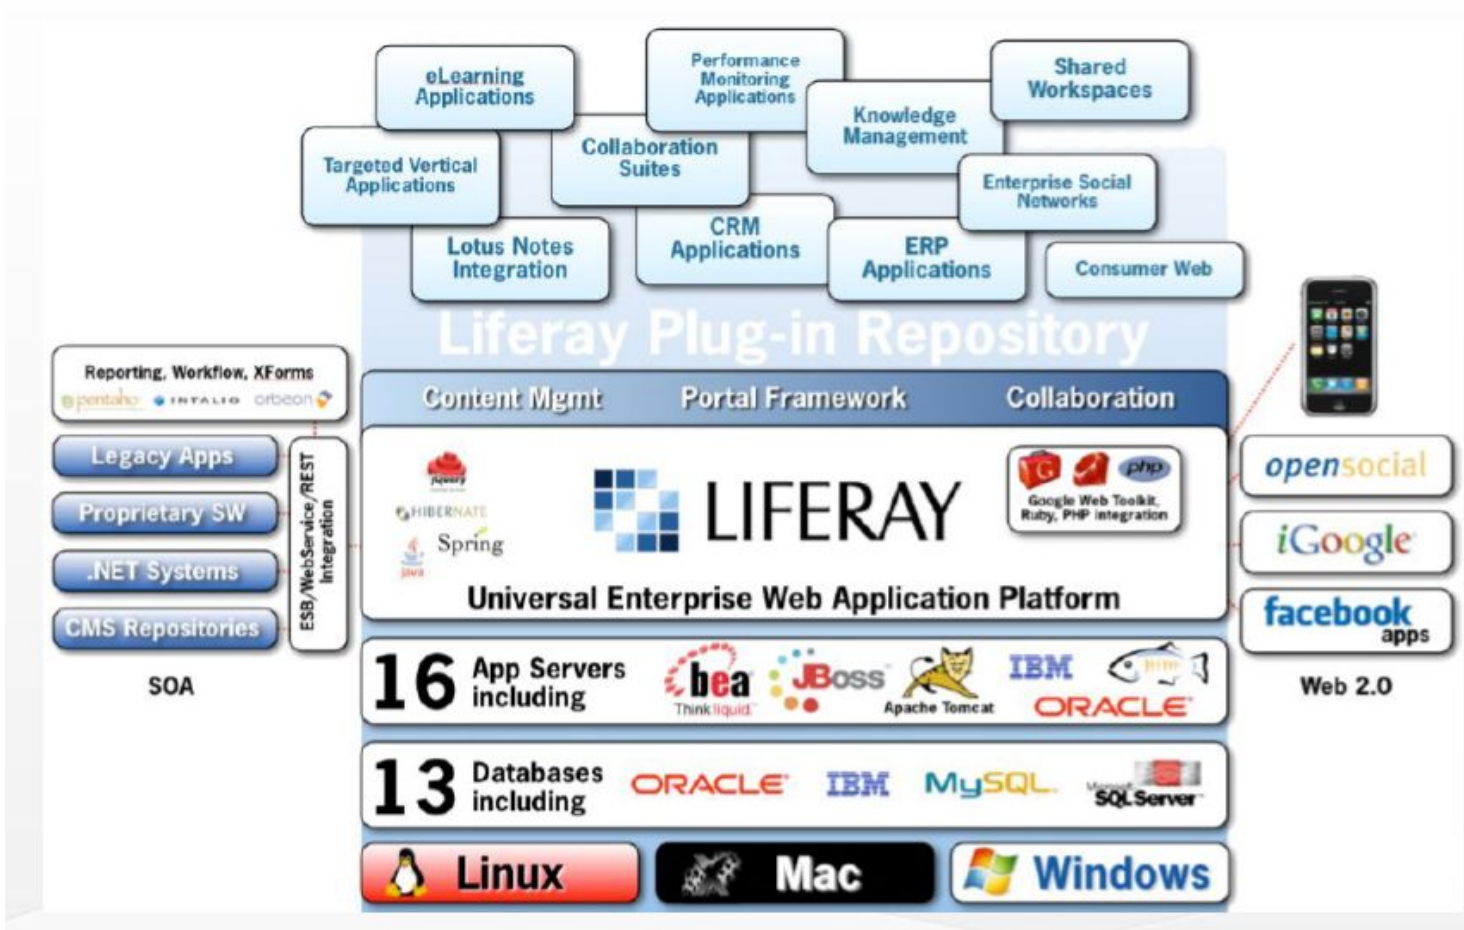 eLearning
Applications
Performance
Monitoring
Applications
Shared
Workspaces
Knowledge
Management
Collaboration
Suites
Targeted Vertical
Applications
Enterprise Social
Networks
Lotus Notes
Integration
CRM
Applications
ERP
Applications
Consumer Web
Liferay Plug-in Repository
Reporting, Workflow, XForms
pentaho INTALIO orbeon
Content Mgmt Portal Framework Collaboration
Legacy Apps
Proprietary SW
.NET Systems
CMS Repositories
ESB/WebService/REST
Integration
SOA
jQuery
HIBERNATE
Spring
java
LIFERAY
G php
Google Web Toolkit,
Ruby, PHP integration
Universal Enterprise Web Application Platform
opensocial
iGoogle
facebook
apps
Web 2.0
16 App Servers
including
bea
Think liquid.
JBoss
Apache Tomcat
IBM
ORACLE
13 Databases
including
ORACLE IBM MySQL
Microsoft
SQL Server
Linux Mac Windows